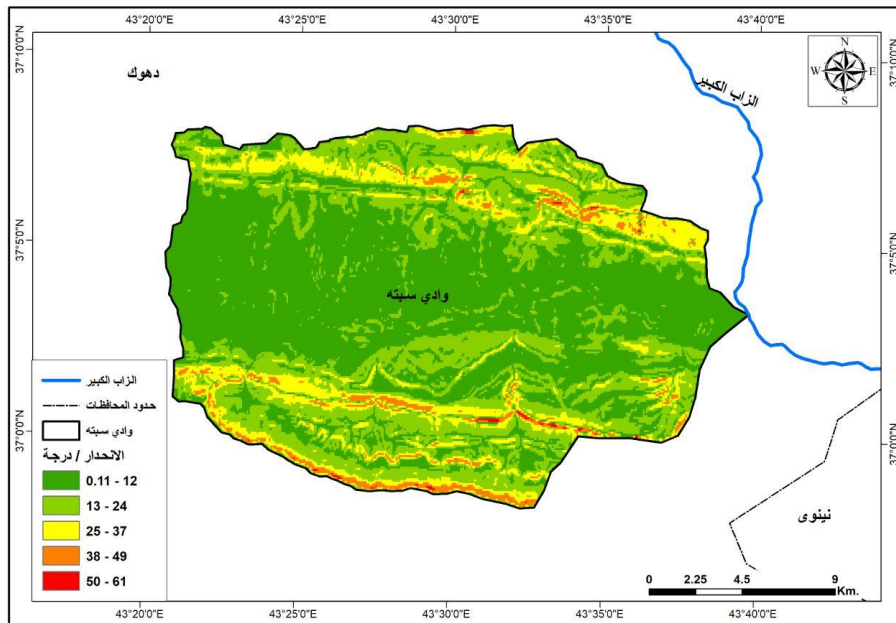 43°20'0"E 43°25'0"E 43°30'0"E 43°35'0"E 43°40'0"E
37°10'0"N
37°10'0"N
دهوك
الزاب الكبير
N
W E
S
37°5'0"N
37°5'0"N
وادي سبته
37°0'0"N
37°0'0"N
الزاب الكبير
حدود المحافظات
وادي سبته
الانحدار / درجة
0.11 - 12
13 - 24
25 - 37
38 - 49
50 - 61
نينوى
0 2.25 4.5 9
Km.
43°20'0"E 43°25'0"E 43°30'0"E 43°35'0"E 43°40'0"E